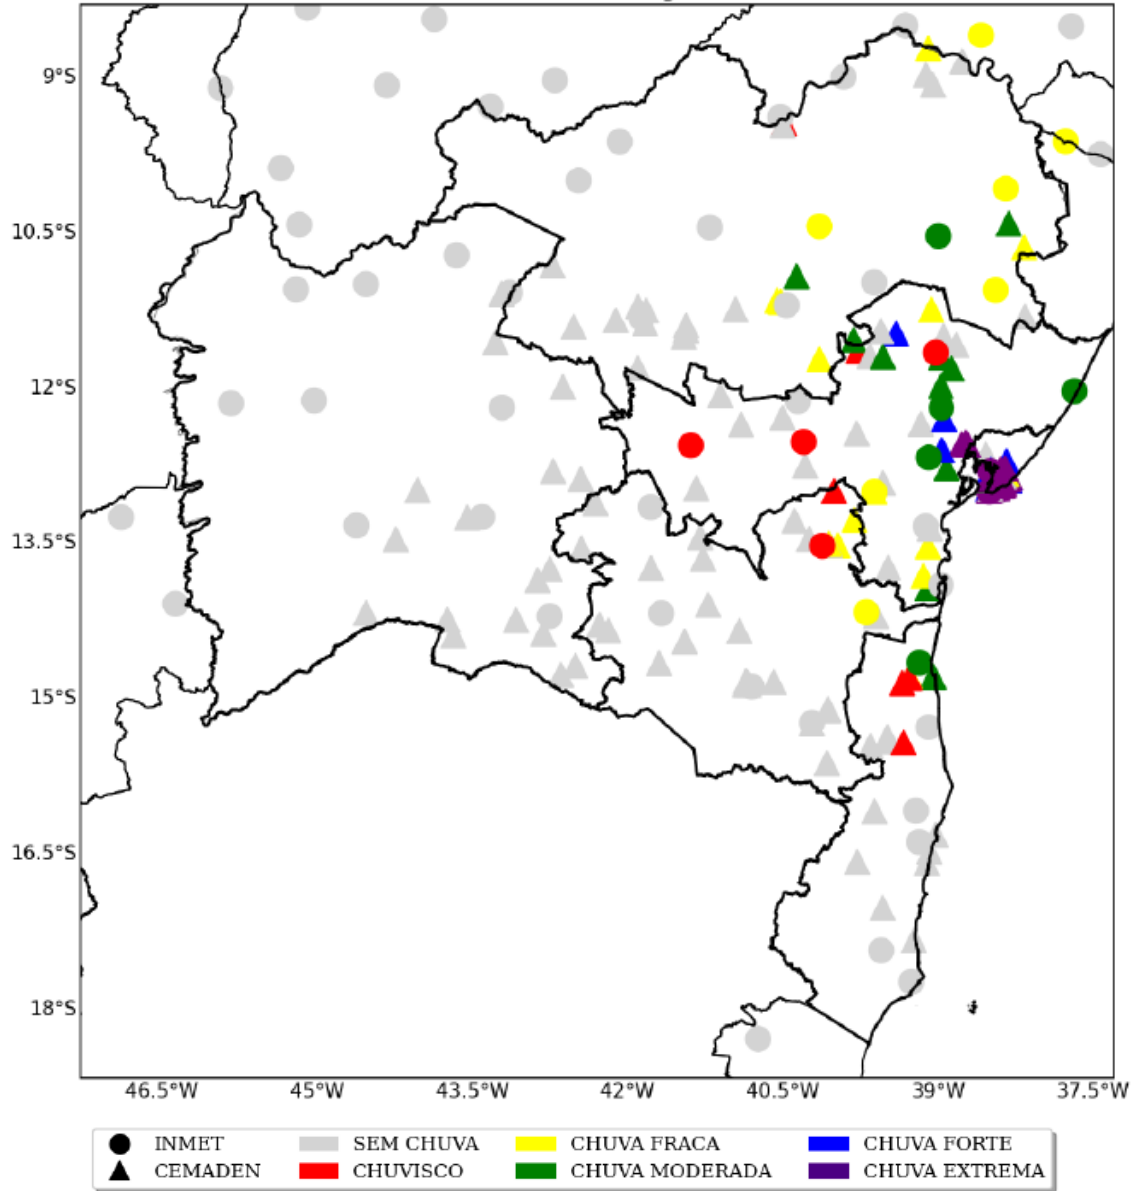 9°S
10.5°S
12°S
13.5°S
15°S
16.5°S
18°S
46.5°W 45°W 43.5°W 42°W 40.5°W 39°W 37.5°W
INMET SEM CHUVA CHUVA FRACA CHUVA FORTE
CEMADEN CHUVISCO CHUVA MODERADA CHUVA EXTREMA